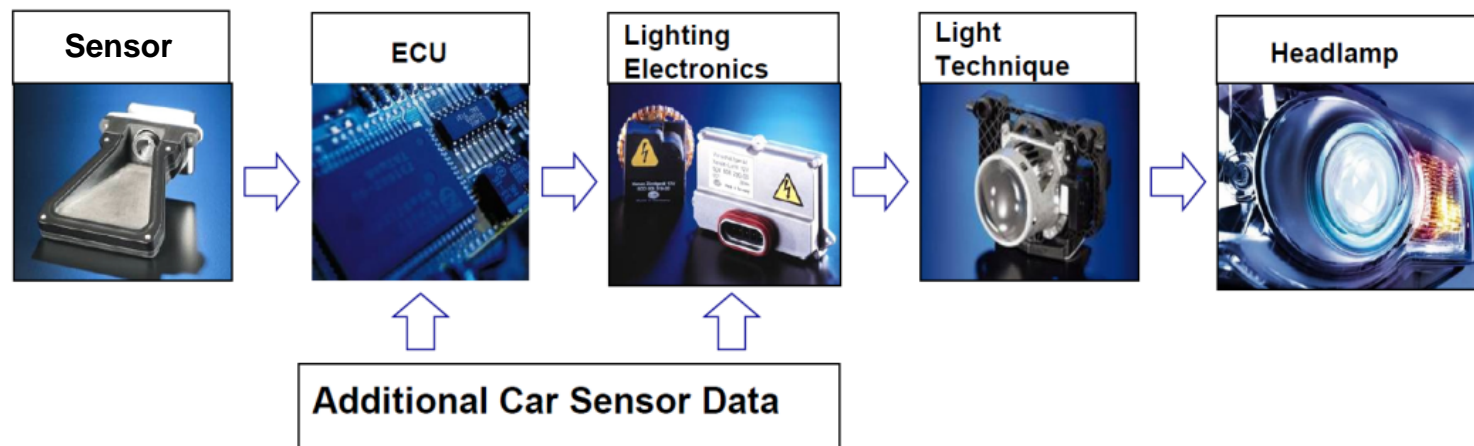 Sensor
ECU
Lighting
Electronics
Light
Technique
Headlamp
Additional Car Sensor Data